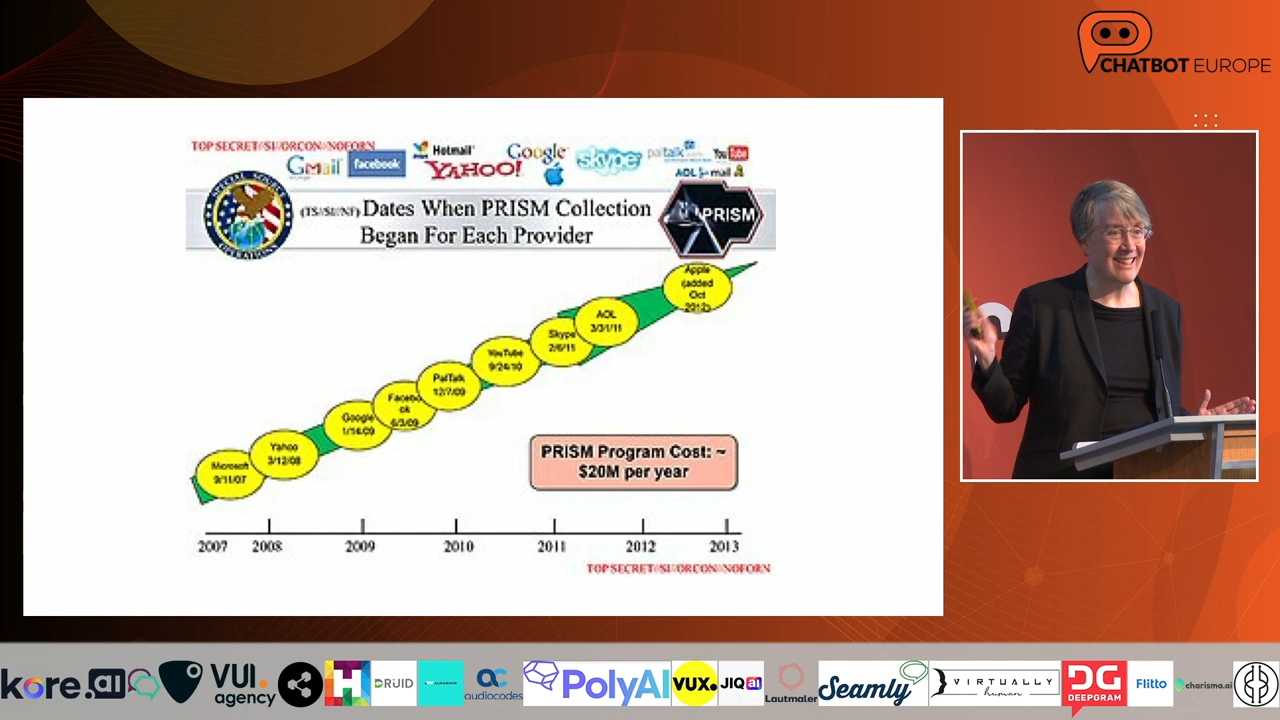 CHATBOT EUROPE
TOP SECRET//SI//ORCON//NOFORN
Gmail
facebook
Hotmail
YAHOO!
Google
skype
paltalk
YouTube
AOL
mail
SPECIAL SOURCE
OPERATIONS
(TS//SI//NF) Dates When PRISM Collection
Began For Each Provider
PRISM
Apple
(added
Oct
2012)
AOL
3/31/11
Skype
2/6/11
YouTube
9/24/10
PalTalk
12/7/09
Facebo
ok
6/3/09
Google
1/14/09
Yahoo
3/12/08
Microsoft
9/11/07
PRISM Program Cost: ~
$20M per year
2007 2008 2009 2010 2011 2012 2013
TOP SECRET//SI//ORCON//NOFORN
kore.ai
VUI.
agency
DRUID
audiocodes
PolyAI
VUX.
JIQ ai
Lautmaler
Seamly
VIRTUALLY
human
DG
DEEPGRAM
Flitto
charisma.ai